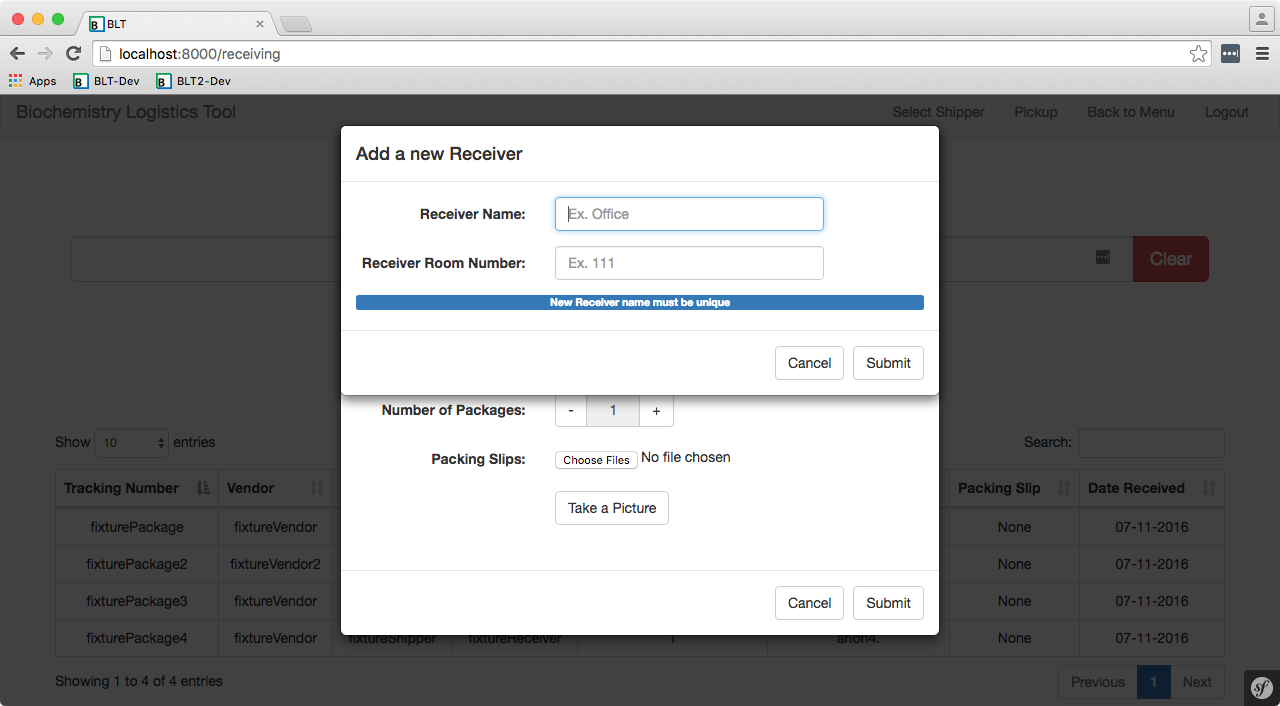 BLT
localhost:8000/receiving
Apps BLT-Dev BLT2-Dev
Biochemistry Logistics Tool Select Shipper Pickup Back to Menu Logout
Add a new Receiver
Receiver Name: Ex. Office
Clear
Receiver Room Number: Ex. 111
New Receiver name must be unique
Cancel Submit
Number of Packages: - 1 +
Show 10 entries Search:
Packing Slips: Choose Files No file chosen
Tracking Number Vendor Packing Slip Date Received
Take a Picture
fixturePackage fixtureVendor None 07-11-2016
fixturePackage2 fixtureVendor2 None 07-11-2016
fixturePackage3 fixtureVendor None 07-11-2016
Cancel Submit
fixturePackage4 fixtureVendor fixtureShipper fixtureReceiver 1 anon4. None 07-11-2016
Showing 1 to 4 of 4 entries Previous 1 Next
sf